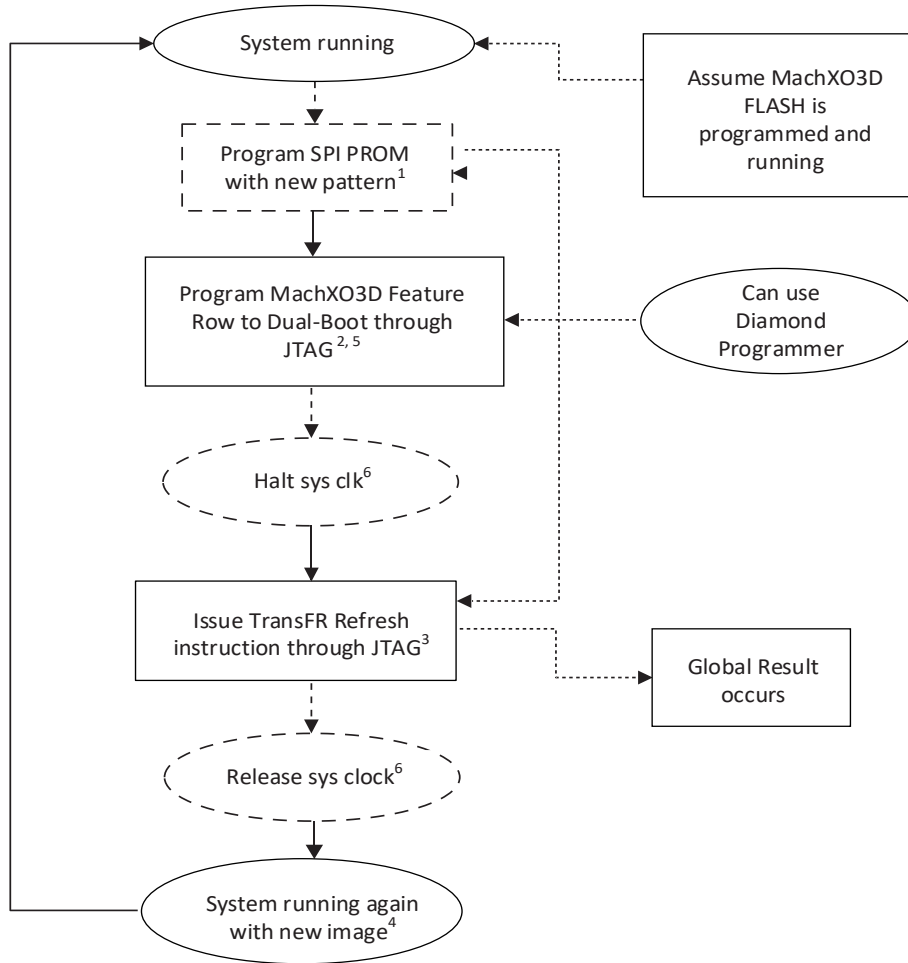 System running
Assume MachXO3D
FLASH is
programmed and
running
Program SPI PROM
with new pattern¹
Program MachXO3D Feature
Row to Dual-Boot through
JTAG²,⁵
Can use
Diamond
Programmer
Halt sys clk⁶
Issue TransFR Refresh
instruction through JTAG³
Global Result
occurs
Release sys clock⁶
System running again
with new image⁴